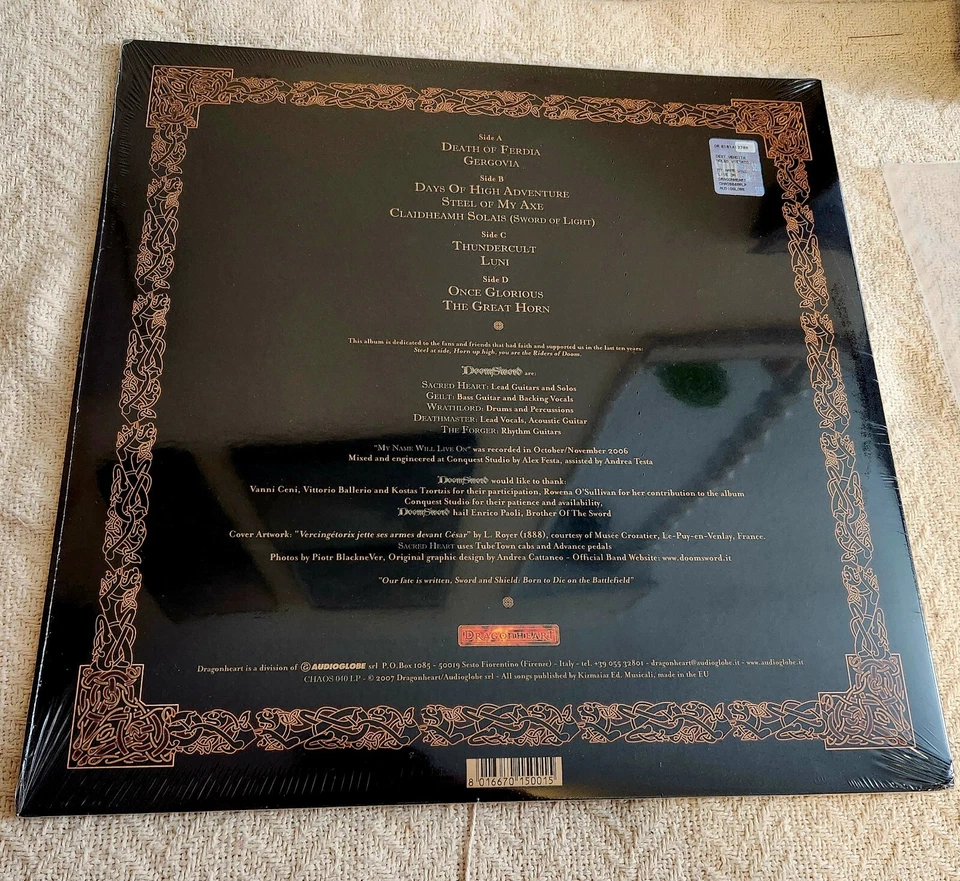 Side A
Death of Ferdia
Gergovia
Side B
Days Of High Adventure
Steel of My Axe
Claidheamh Solais (Sword of Light)
Side C
Thundercult
Luni
Side D
Once Glorious
The Great Horn
This album is dedicated to the fans and friends that had faith and supported us in the last ten years:
Steel at side, Horn up high, you are the Riders of Doom.
DoomSword are:
Sacred Heart: Lead Guitars and Solos
Geilt: Bass Guitar and Backing Vocals
Wrathlord: Drums and Percussions
Deathmaster: Lead Vocals, Acoustic Guitar
The Forger: Rhythm Guitars
"My Name Will Live On" was recorded in October/November 2006
Mixed and engineered at Conquest Studio by Alex Festa, assisted by Andrea Testa
DoomSword would like to thank:
Vanni Ceni, Vittorio Ballerio and Kostas Tzortzis for their participation, Rowena O'Sullivan for her contribution to the album
Conquest Studio for their patience and availability,
DoomSword hail Enrico Paoli, Brother Of The Sword
Cover Artwork: "Vercingétorix jette ses armes devant César" by L. Royer (1888), courtesy of Musée Crozatier, Le-Puy-en-Venlay, France.
Sacred Heart uses TubeTown cabs and Advance pedals
Photos by Piotr BlackneVer, Original graphic design by Andrea Cattaneo - Official Band Website: www.doomsword.it
"Our fate is written, Sword and Shield: Born to Die on the Battlefield"
DRAGONHEART
Dragonheart is a division of AUDIOGLOBE srl P.O.Box 1085 - 50019 Sesto Fiorentino (Firenze) - Italy - tel. +39 055 32801 - dragonheart@audioglobe.it - www.audioglobe.it
CHAOS 040 LP - © 2007 Dragonheart/Audioglobe srl - All songs published by Kizmaiaz Ed. Musicali, made in the EU
8 016670 150015